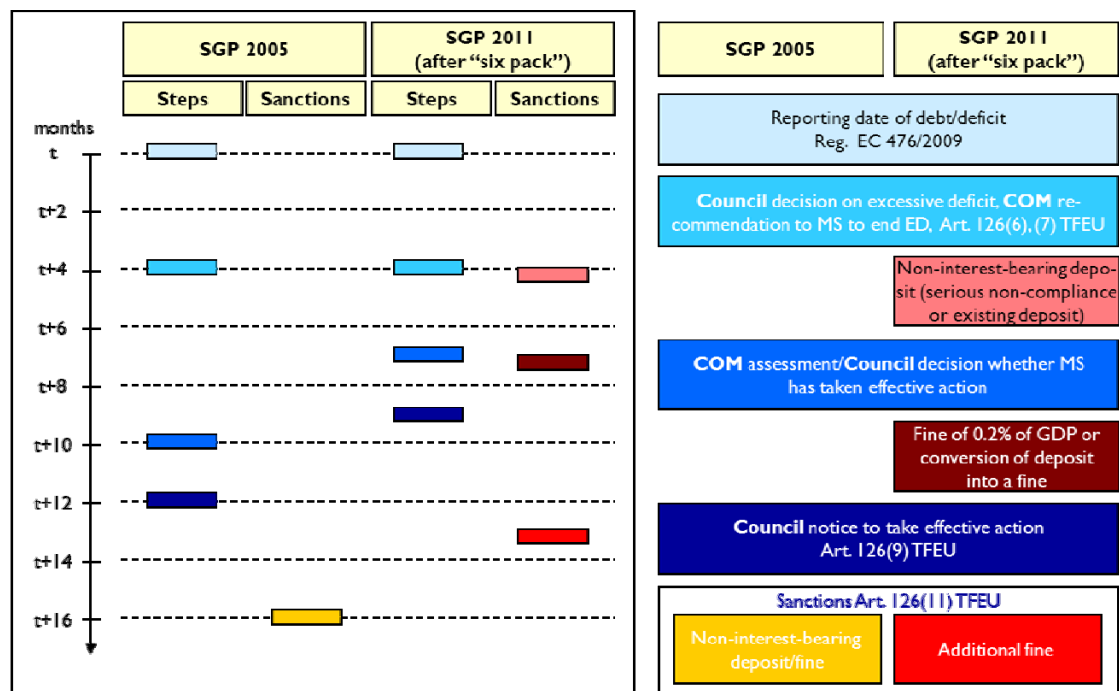 SGP 2005
SGP 2011
(after “six pack”)
Steps
Sanctions
Steps
Sanctions
months
t
t+2
t+4
t+6
t+8
t+10
t+12
t+14
t+16
SGP 2005
SGP 2011
(after “six pack”)
Reporting date of debt/deficit
Reg. EC 476/2009
Council decision on excessive deficit, COM re-
commendation to MS to end ED, Art. 126(6), (7) TFEU
Non-interest-bearing depo-
sit (serious non-compliance
or existing deposit)
COM assessment/Council decision whether MS
has taken effective action
Fine of 0.2% of GDP or
conversion of deposit
into a fine
Council notice to take effective action
Art. 126(9) TFEU
Sanctions Art. 126(11) TFEU
Non-interest-bearing
deposit/fine
Additional fine